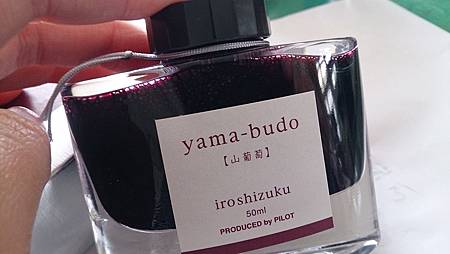 yama-budo
【山葡萄】
iroshizuku
50ml
PRODUCED by PILOT